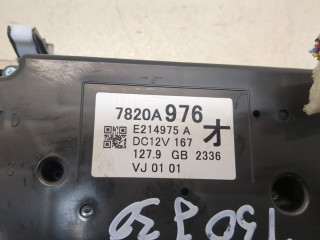 7820A976
E214975 A
DC12V 167 オ
127.9 GB 2336
VJ 01 01